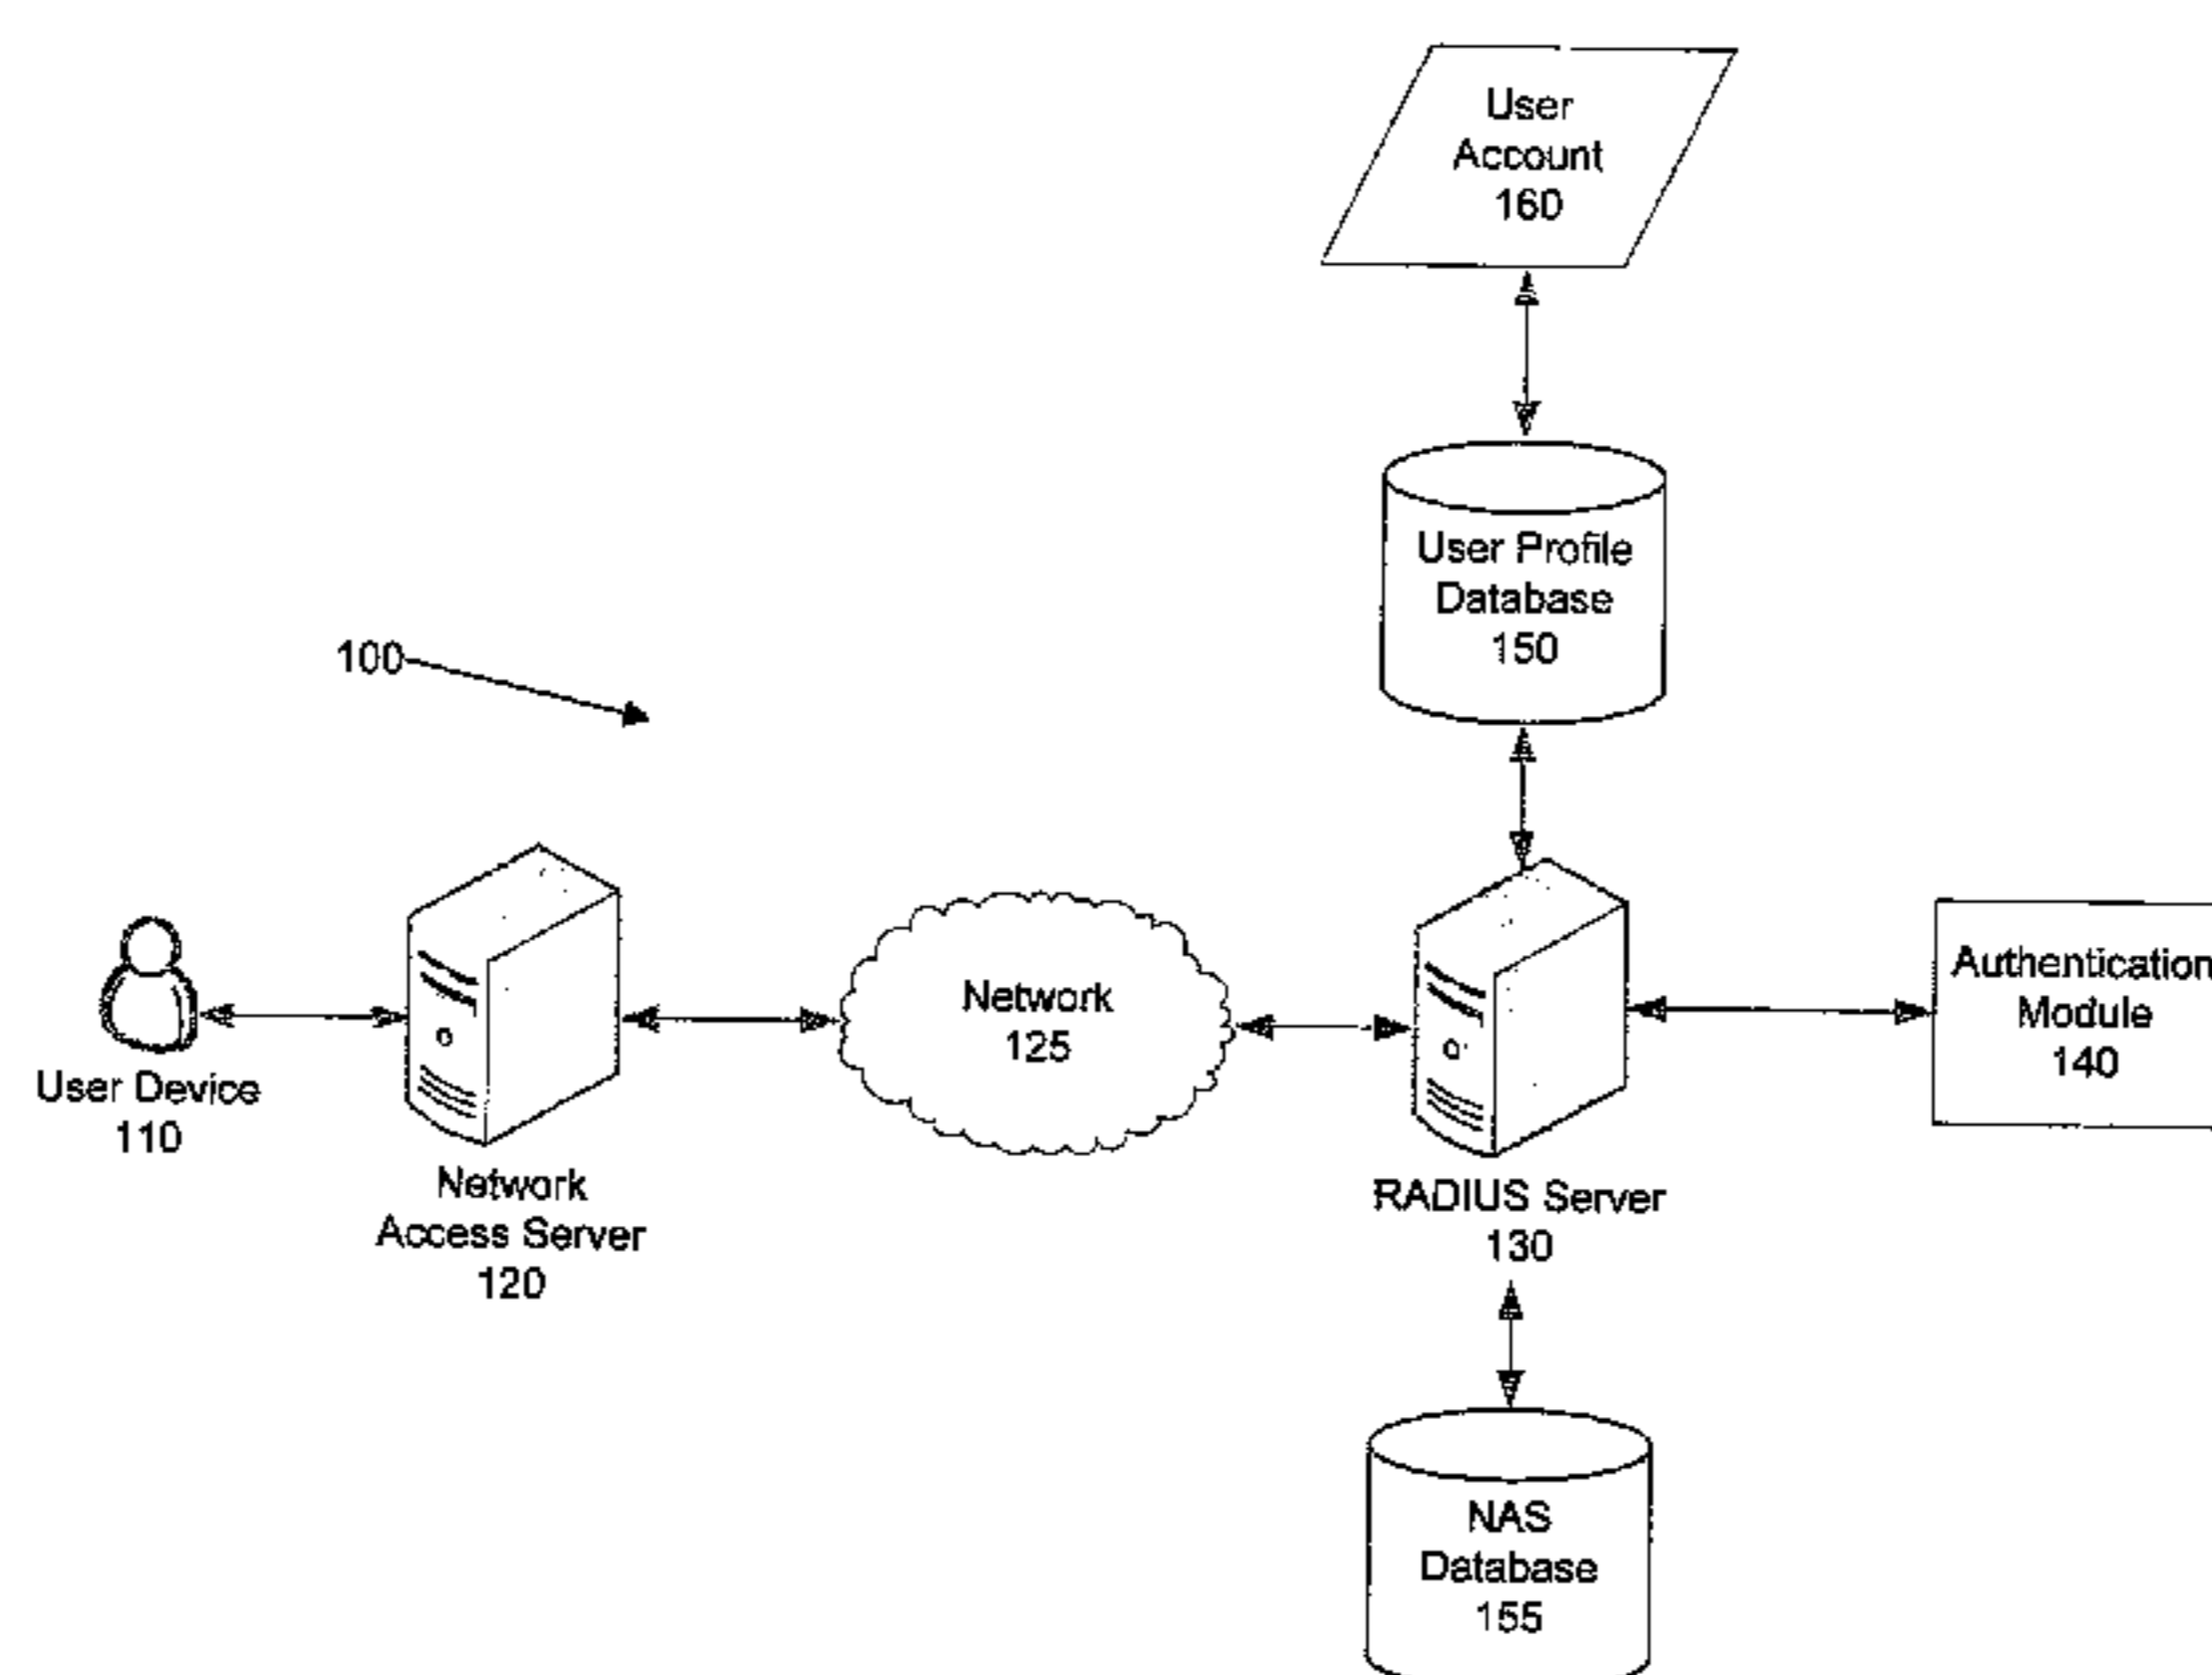 User
Account
160
User Profile
Database
150
100
User Device
110
Network
Access Server
120
Network
125
RADIUS Server
130
Authentication
Module
140
NAS
Database
155